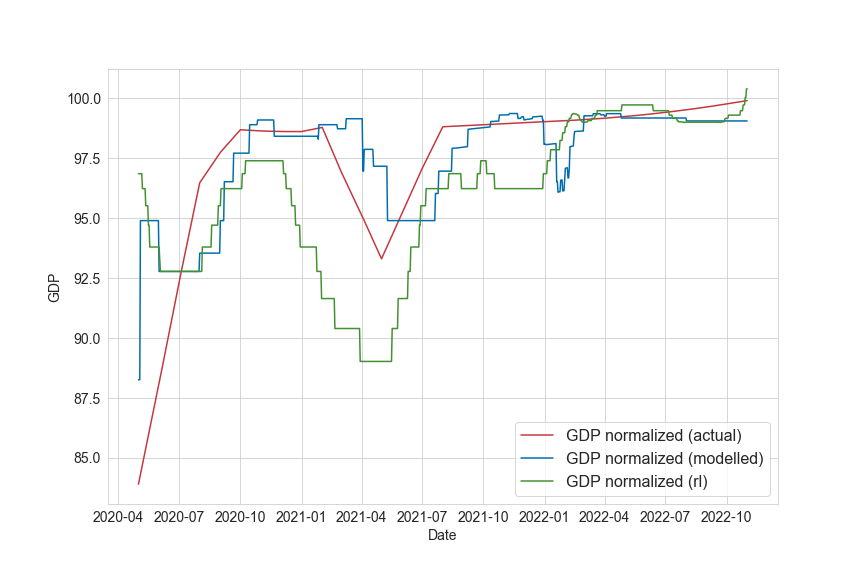 100.0
97.5
95.0
92.5
90.0
87.5
85.0
GDP
GDP normalized (actual)
GDP normalized (modelled)
GDP normalized (rl)
2020-04 2020-07 2020-10 2021-01 2021-04 2021-07 2021-10 2022-01 2022-04 2022-07 2022-10
Date